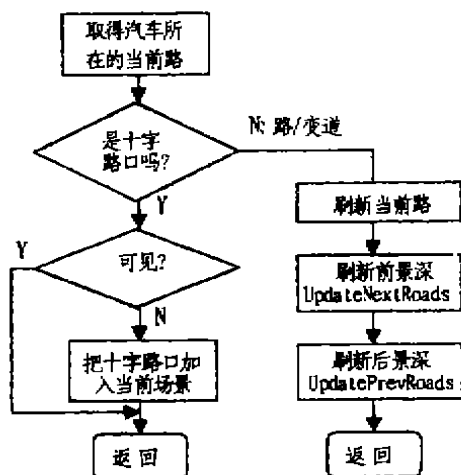 取得汽车所
在的当前路
是十字
路口吗?
N: 路/变道
Y
刷新当前路
Y
可见?
刷新前景深
UpdateNextRoads
N
把十字路口加
入当前场景
刷新后景深
UpdatePrevRoads
返回
返回